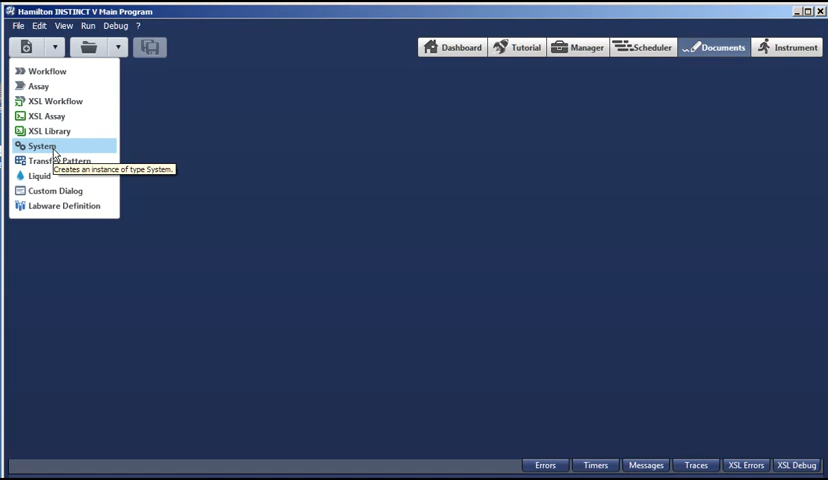 Hamilton INSTINCT V Main Program
File Edit View Run Debug ?
Dashboard Tutorial Manager Scheduler Documents Instrument
Workflow
Assay
XSL Workflow
XSL Assay
XSL Library
System
Pattern
Creates an instance of type System.
Liquid
Custom Dialog
Labware Definition
Errors Timers Messages Traces XSL Errors XSL Debug